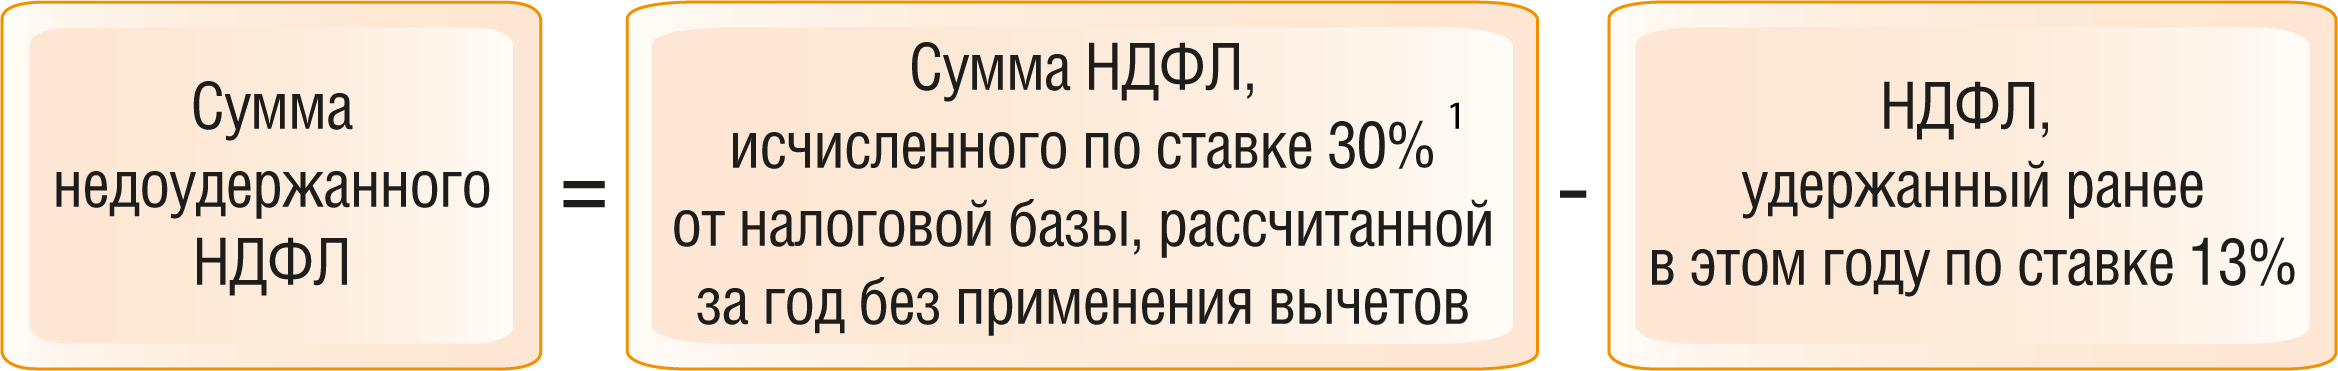 Сумма
недоудержанного
НДФЛ
=
Сумма НДФЛ,
исчисленного по ставке 30% 1
от налоговой базы, рассчитанной
за год без применения вычетов
-
НДФЛ,
удержанный ранее
в этом году по ставке 13%